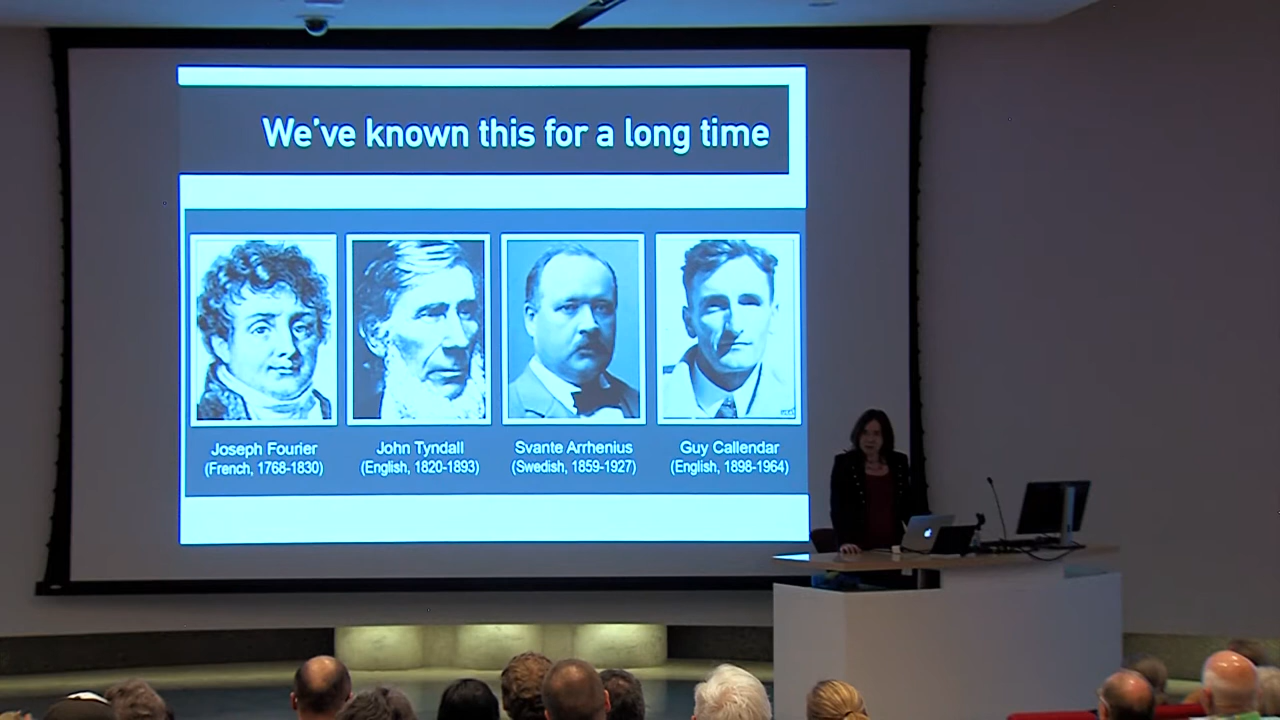 We've known this for a long time
Joseph Fourier
(French, 1768-1830)
John Tyndall
(English, 1820-1893)
Svante Arrhenius
(Swedish, 1859-1927)
Guy Callendar
(English, 1898-1964)